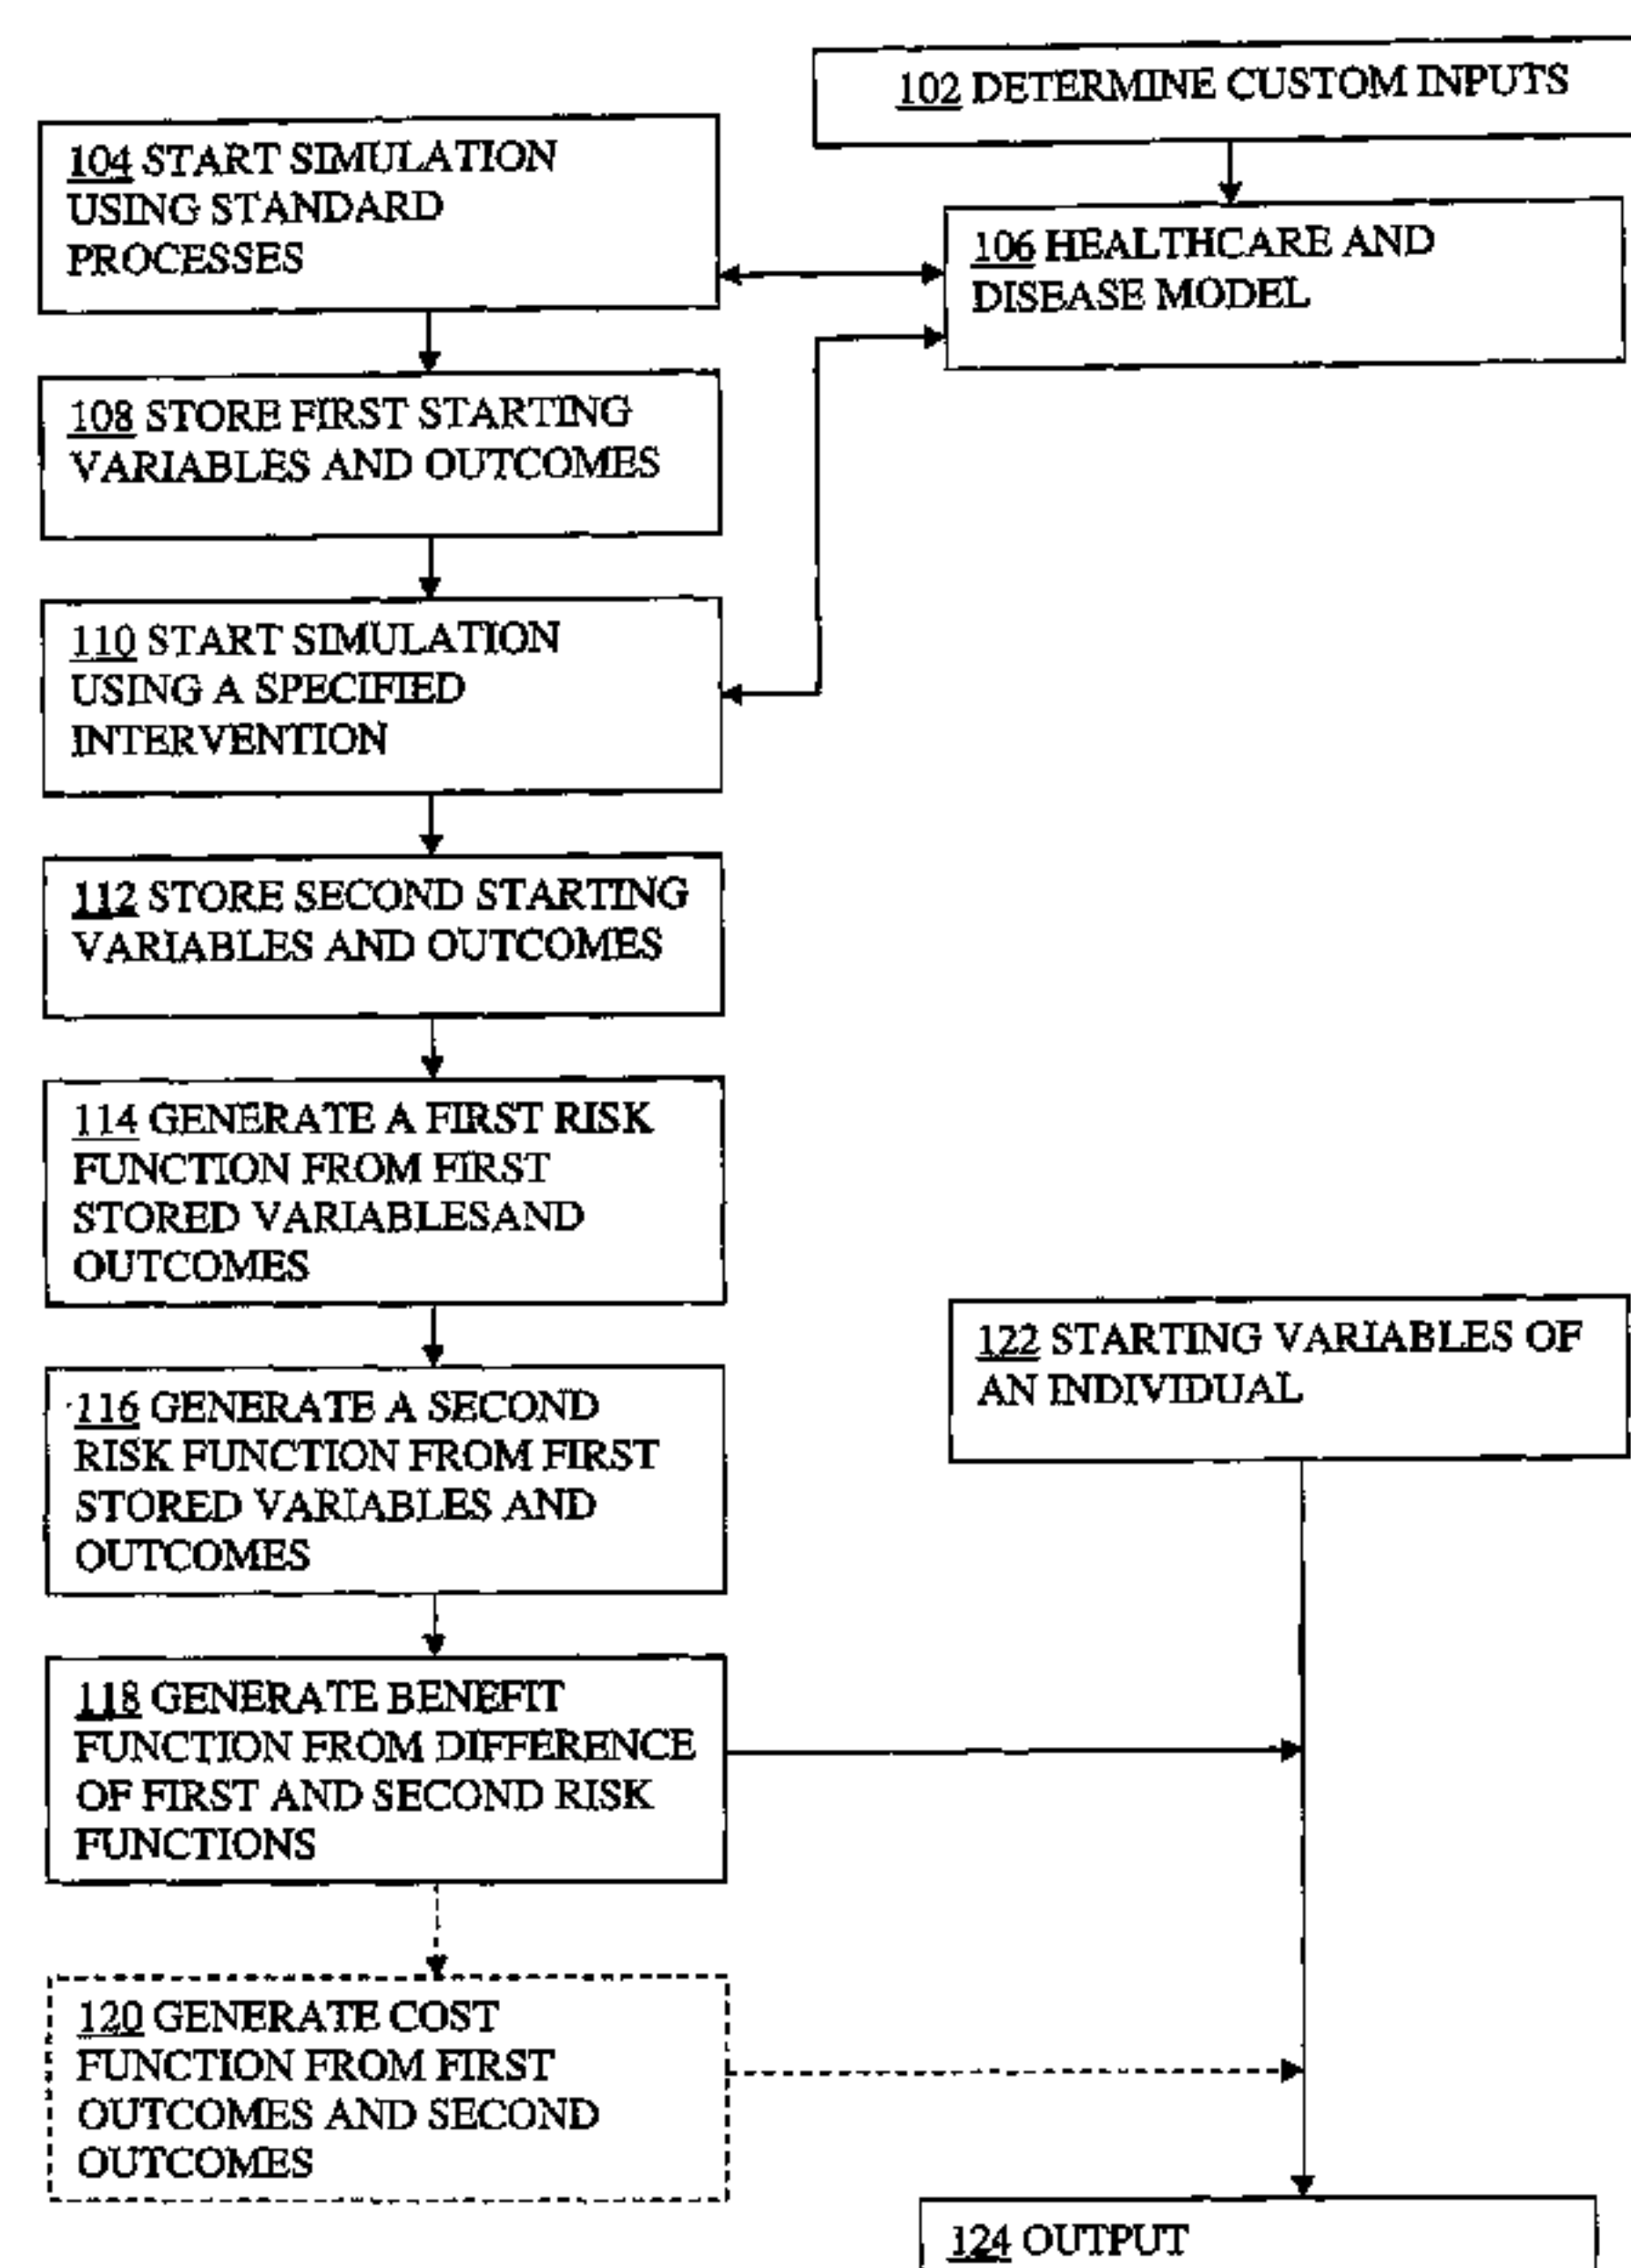 102 DETERMINE CUSTOM INPUTS
104 START SIMULATION
USING STANDARD
PROCESSES
106 HEALTHCARE AND
DISEASE MODEL
108 STORE FIRST STARTING
VARIABLES AND OUTCOMES
110 START SIMULATION
USING A SPECIFIED
INTERVENTION
112 STORE SECOND STARTING
VARIABLES AND OUTCOMES
114 GENERATE A FIRST RISK
FUNCTION FROM FIRST
STORED VARIABLESAND
OUTCOMES
122 STARTING VARIABLES OF
AN INDIVIDUAL
116 GENERATE A SECOND
RISK FUNCTION FROM FIRST
STORED VARIABLES AND
OUTCOMES
118 GENERATE BENEFIT
FUNCTION FROM DIFFERENCE
OF FIRST AND SECOND RISK
FUNCTIONS
120 GENERATE COST
FUNCTION FROM FIRST
OUTCOMES AND SECOND
OUTCOMES
124 OUTPUT